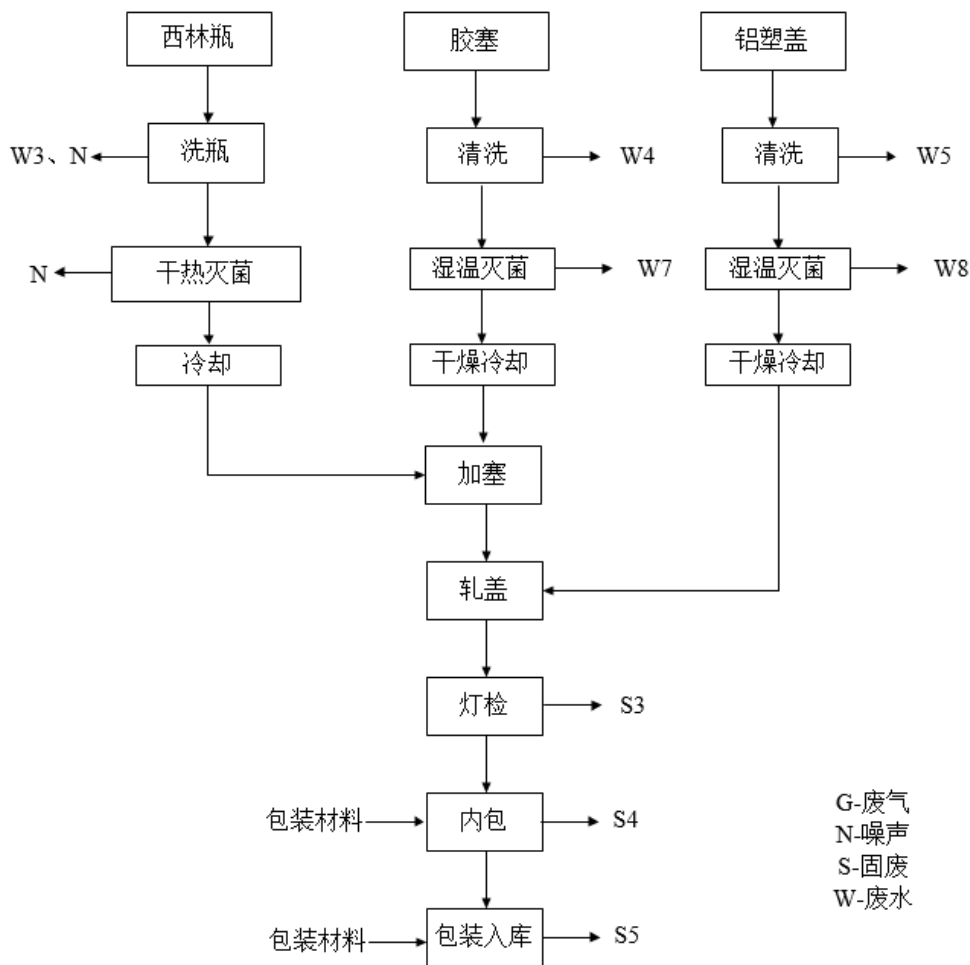 西林瓶
胶塞
铝塑盖
W3、N
洗瓶
清洗
W4
清洗
W5
N
干热灭菌
湿温灭菌
W7
湿温灭菌
W8
冷却
干燥冷却
干燥冷却
加塞
轧盖
灯检
S3
包装材料
内包
S4
包装材料
包装入库
S5
G-废气
N-噪声
S-固废
W-废水